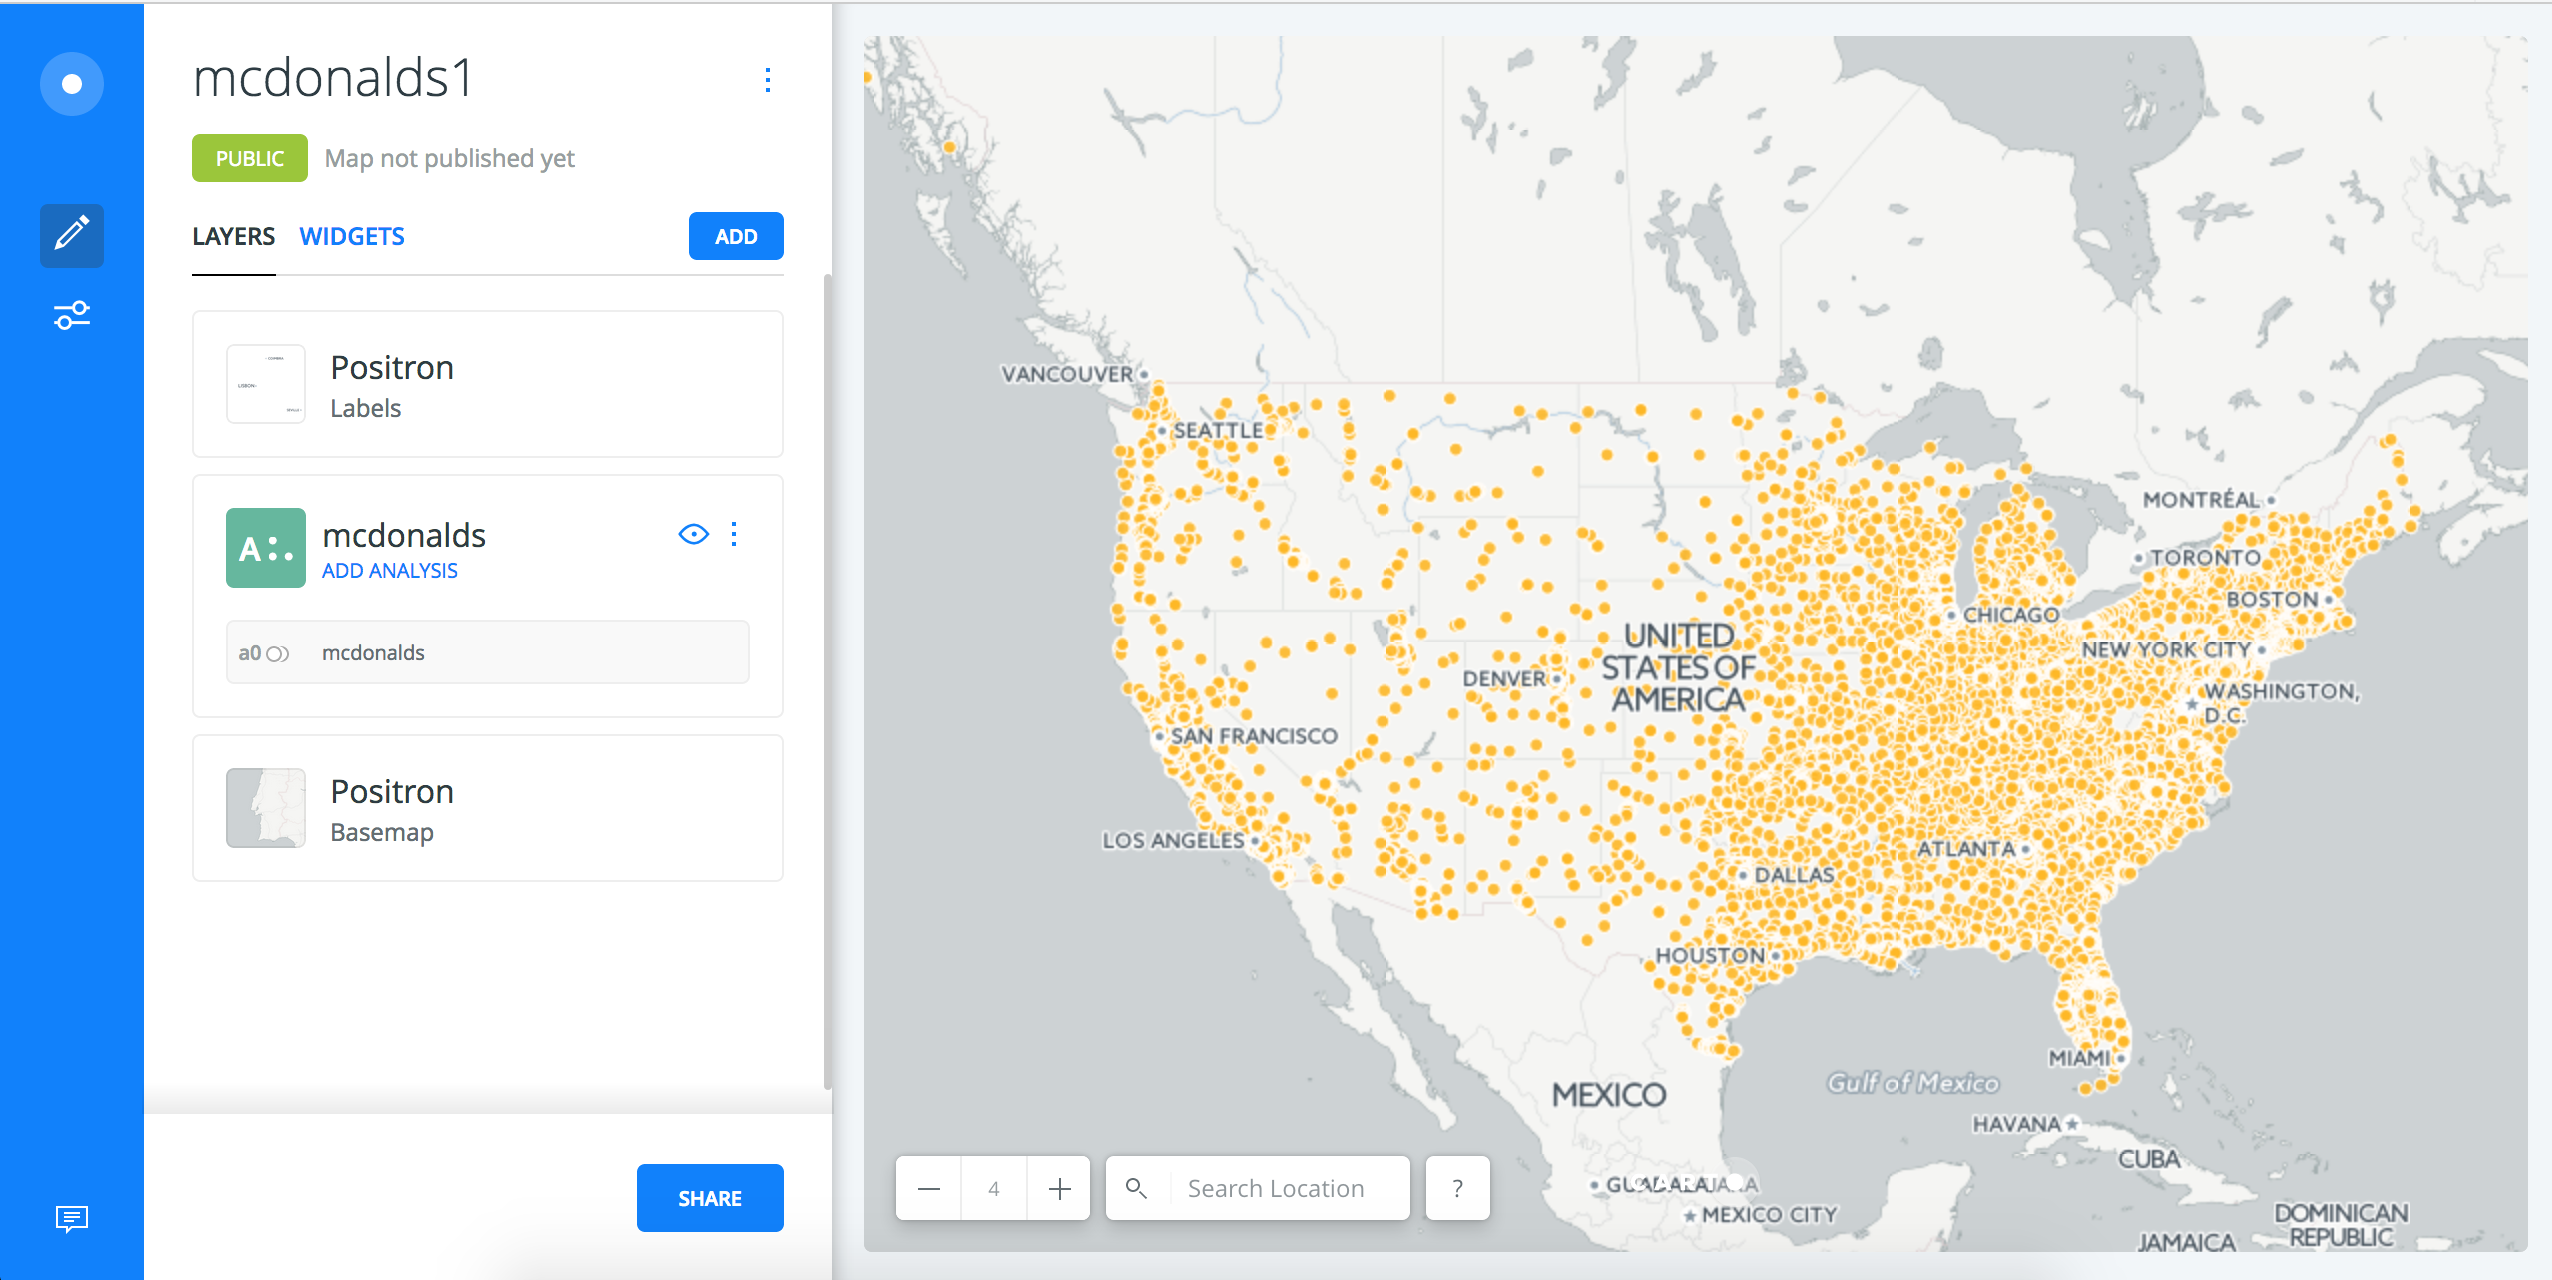 mcdonalds1
PUBLIC Map not published yet
LAYERS WIDGETS ADD
Positron
Labels
A
mcdonalds
ADD ANALYSIS
a0 mcdonalds
Positron
Basemap
SHARE
VANCOUVER
SEATTLE
MONTRÉAL
TORONTO
BOSTON
CHICAGO
NEW YORK CITY
UNITED
STATES OF
AMERICA
DENVER
WASHINGTON,
D.C.
SAN FRANCISCO
LOS ANGELES
ATLANTA
DALLAS
HOUSTON
MIAMI
Gulf of Mexico
MEXICO
HAVANA
CUBA
GUADALAJARA
MEXICO CITY
DOMINICAN
REPUBLIC
JAMAICA
4
Search Location
?